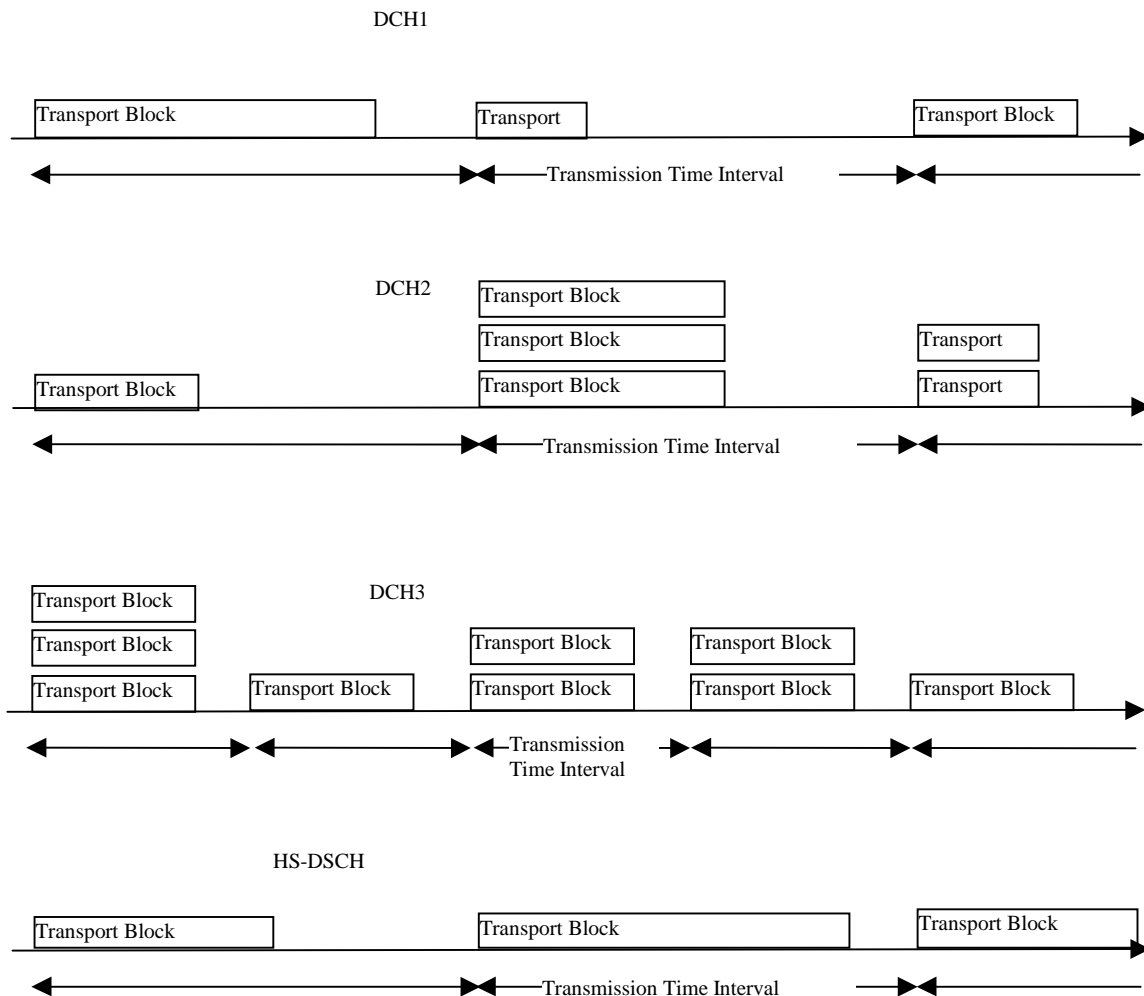 DCH1
Transport Block
Transport
Transport Block
Transmission Time Interval
DCH2
Transport Block
Transport Block
Transport
Transport Block
Transport Block
Transport
Transmission Time Interval
DCH3
Transport Block
Transport Block
Transport Block
Transport Block
Transport Block
Transport Block
Transport Block
Transport Block
Transport Block
Transmission
Time Interval
HS-DSCH
Transport Block
Transport Block
Transport Block
Transmission Time Interval